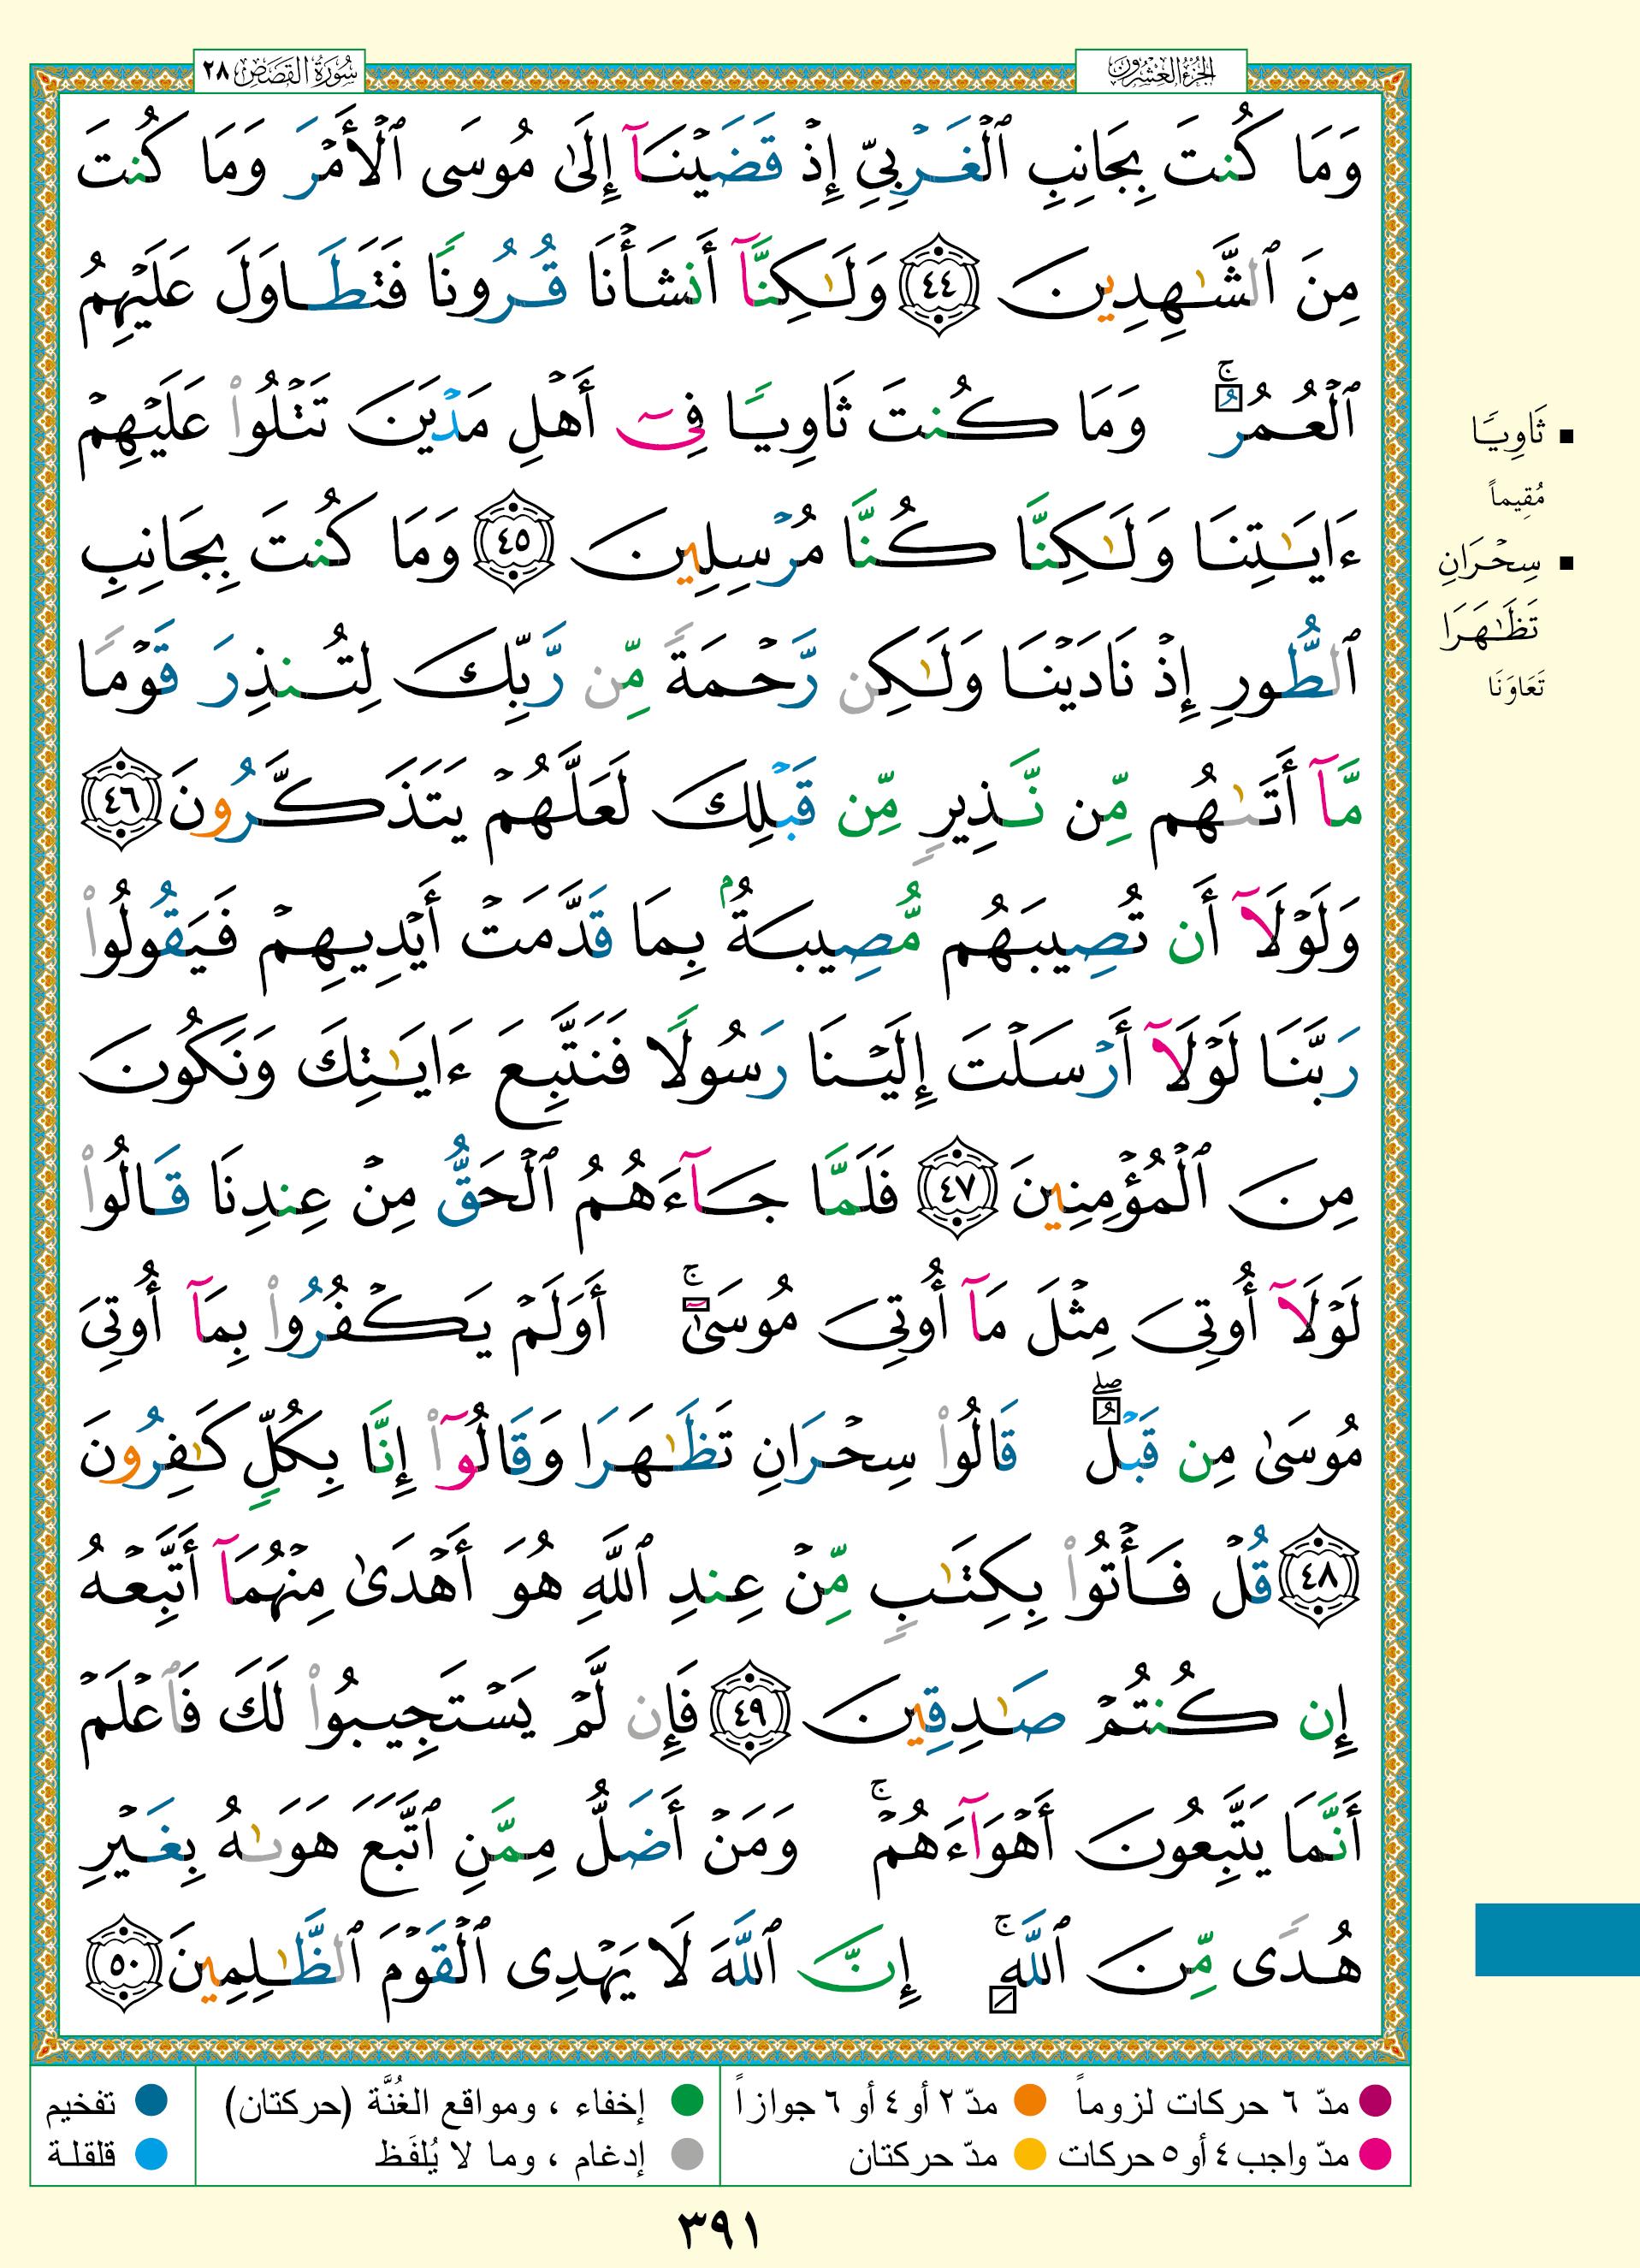 الجزء العشرون
سورة القصص ٢٨
وَمَا كُنتَ بِجَانِبِ ٱلْغَرْبِىِّ إِذْ قَضَيْنَآ إِلَىٰ مُوسَى ٱلْأَمْرَ وَمَا كُنتَ
مِنَ ٱلشَّـٰهِدِينَ ٤٤ وَلَـٰكِنَّآ أَنشَأْنَا قُرُونًا فَتَطَاوَلَ عَلَيْهِمُ
ٱلْعُمُرُ ۚ وَمَا كُنتَ ثَاوِيًا فِىٓ أَهْلِ مَدْيَنَ تَتْلُوا۟ عَلَيْهِمْ
ءَايَـٰتِنَا وَلَـٰكِنَّا كُنَّا مُرْسِلِينَ ٤٥ وَمَا كُنتَ بِجَانِبِ
ٱلطُّورِ إِذْ نَادَيْنَا وَلَـٰكِن رَّحْمَةً مِّن رَّبِّكَ لِتُنذِرَ قَوْمًا
مَّآ أَتَىٰهُم مِّن نَّذِيرٍ مِّن قَبْلِكَ لَعَلَّهُمْ يَتَذَكَّرُونَ ٤٦
وَلَوْلَآ أَن تُصِيبَهُم مُّصِيبَةٌۢ بِمَا قَدَّمَتْ أَيْدِيهِمْ فَيَقُولُوا۟
رَبَّنَا لَوْلَآ أَرْسَلْتَ إِلَيْنَا رَسُولًا فَنَتَّبِعَ ءَايَـٰتِكَ وَنَكُونَ
مِنَ ٱلْمُؤْمِنِينَ ٤٧ فَلَمَّا جَآءَهُمُ ٱلْحَقُّ مِنْ عِندِنَا قَالُوا۟
لَوْلَآ أُوتِىَ مِثْلَ مَآ أُوتِىَ مُوسَىٰٓ ۚ أَوَلَمْ يَكْفُرُوا۟ بِمَآ أُوتِىَ
مُوسَىٰ مِن قَبْلُ ۖ قَالُوا۟ سِحْرَانِ تَظَـٰهَرَا وَقَالُوٓا۟ إِنَّا بِكُلٍّ كَـٰفِرُونَ
٤٨ قُلْ فَأْتُوا۟ بِكِتَـٰبٍ مِّنْ عِندِ ٱللَّهِ هُوَ أَهْدَىٰ مِنْهُمَآ أَتَّبِعْهُ
إِن كُنتُمْ صَـٰدِقِينَ ٤٩ فَإِن لَّمْ يَسْتَجِيبُوا۟ لَكَ فَٱعْلَمْ
أَنَّمَا يَتَّبِعُونَ أَهْوَآءَهُمْ ۚ وَمَنْ أَضَلُّ مِمَّنِ ٱتَّبَعَ هَوَىٰهُ بِغَيْرِ
هُدًى مِّنَ ٱللَّهِ ۚ إِنَّ ٱللَّهَ لَا يَهْدِى ٱلْقَوْمَ ٱلظَّـٰلِمِينَ ٥٠
ثَاوِيًا
مُقِيماً
سِحْرَانِ
تَظَـٰهَرَا
تَعَاوَنَا
مدّ ٦ حركات لزوماً
مدّ ٢ أو ٤ أو ٦ جوازاً
إخفاء ، ومواقع الغُنَّة (حركتان)
تفخيم
مدّ واجب ٤ أو ٥ حركات
مدّ حركتان
إدغام ، وما لا يُلفَظ
قلقلة
٣٩١